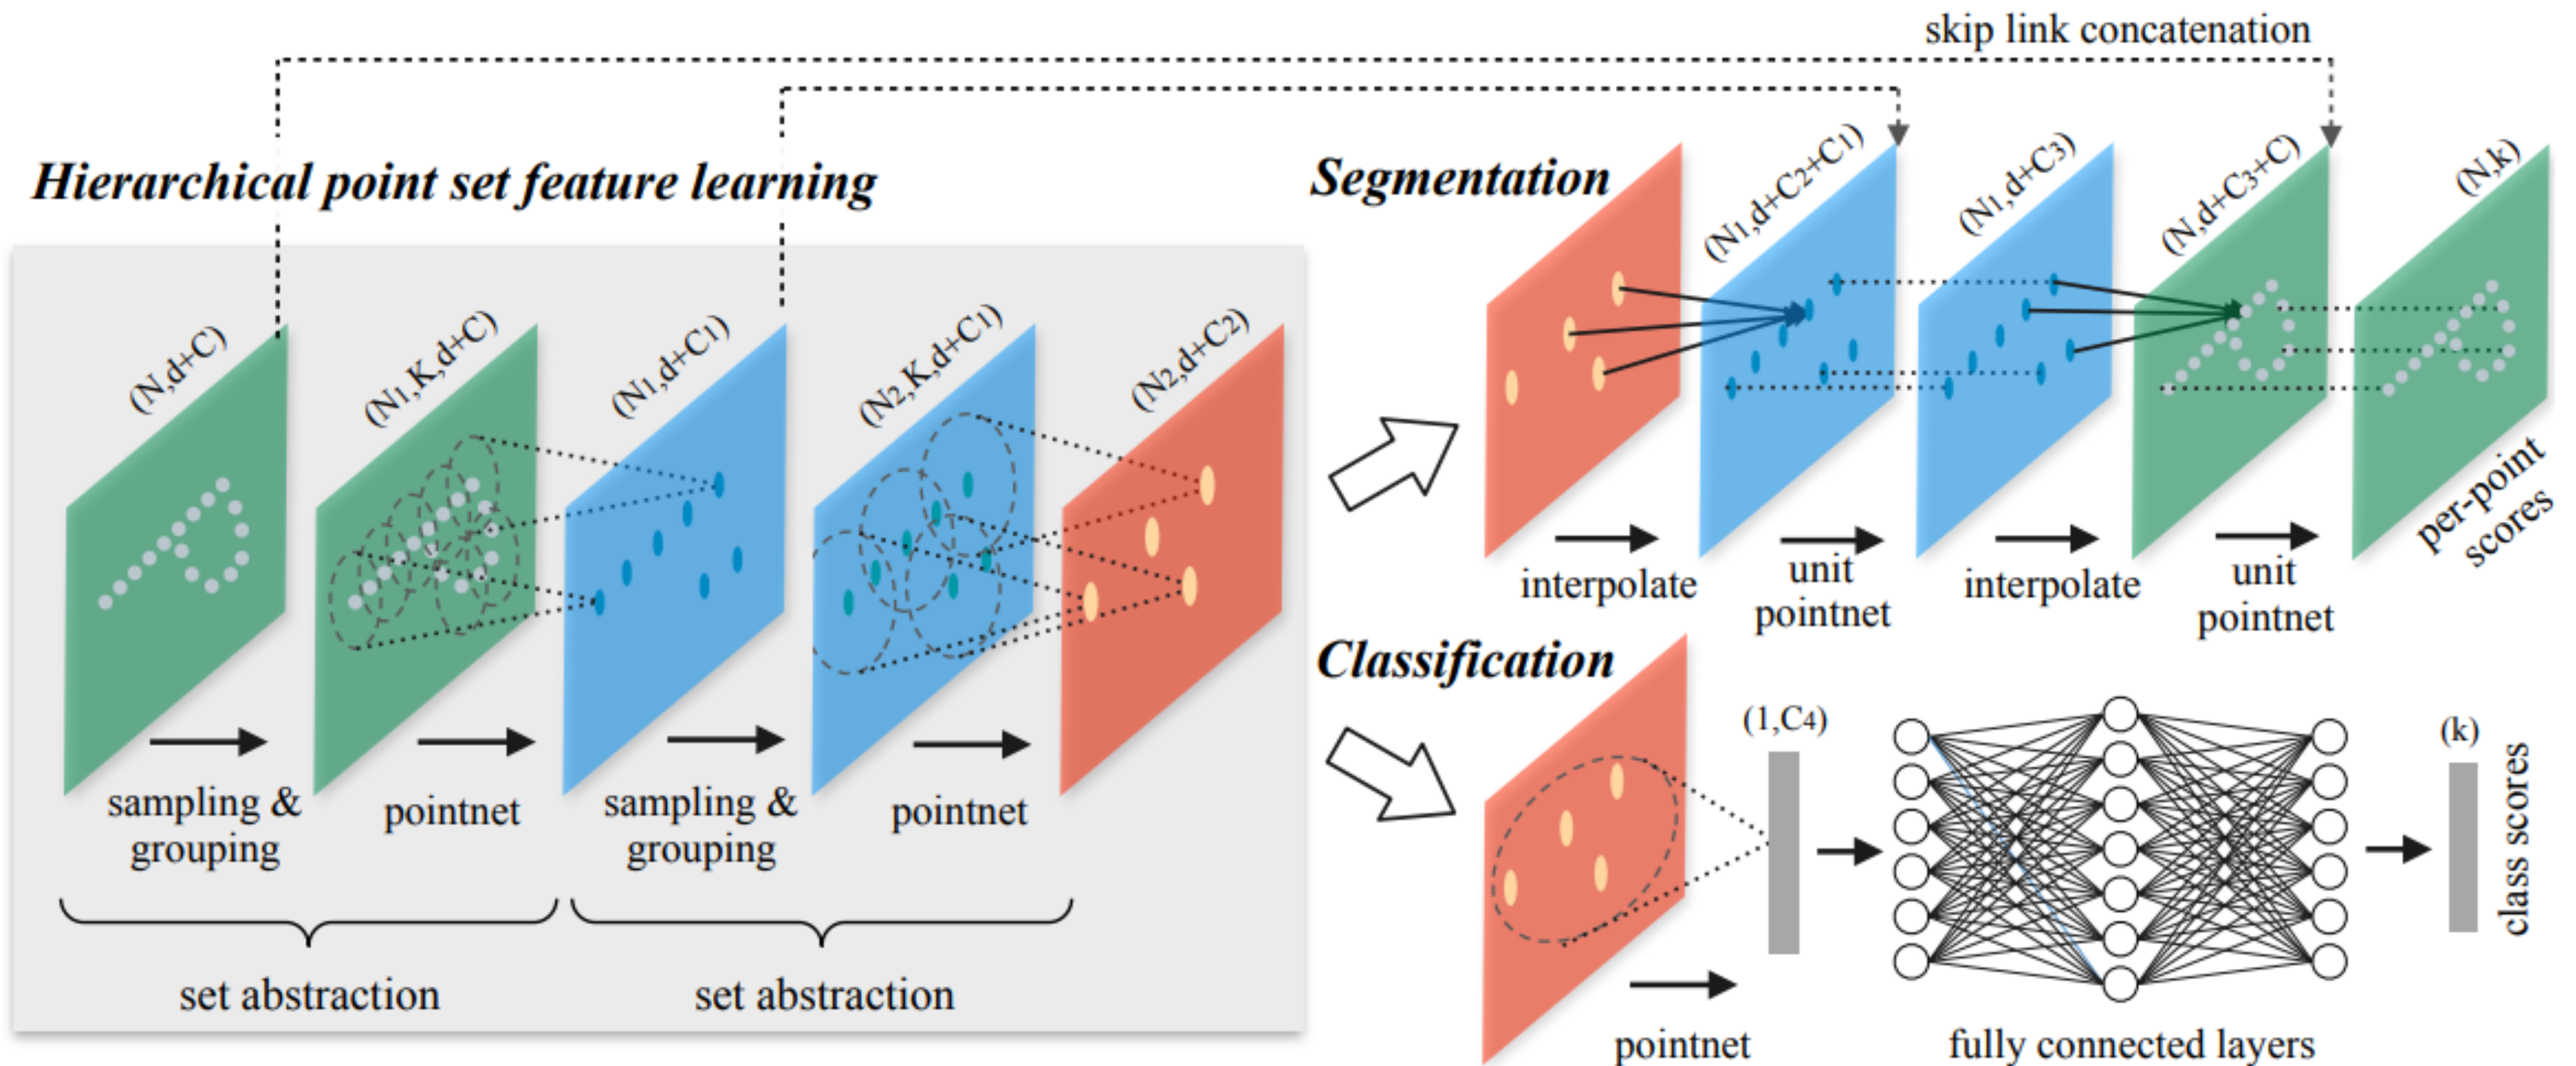 skip link concatenation
Hierarchical point set feature learning
(N,d+C)
(N1,K,d+C)
(N1,d+C1)
(N2,K,d+C1)
(N2,d+C2)
sampling &
grouping
pointnet
sampling &
grouping
pointnet
set abstraction
set abstraction
Segmentation
(N1,d+C2+C1)
(N1,d+C3)
(N,d+C3+C)
(N,k)
interpolate
unit
pointnet
interpolate
unit
pointnet
per-point
scores
Classification
(1,C4)
(k)
class scores
pointnet
fully connected layers